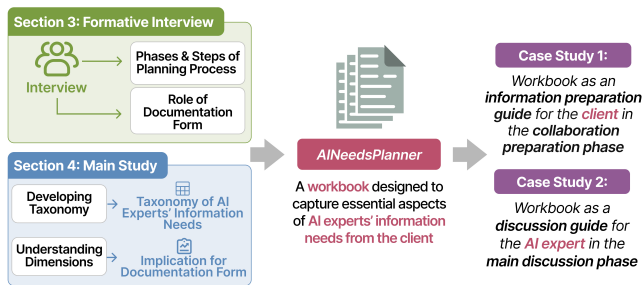 Section 3: Formative Interview
Interview
Phases & Steps of
Planning Process
Role of
Documentation Form
Section 4: Main Study
Developing
Taxonomy
Taxonomy of AI
Experts' Information
Needs
Understanding
Dimensions
Implication for
Documentation Form
AINeedsPlanner
A workbook designed to
capture essential aspects
of AI experts' information
needs from the client
Case Study 1:
Workbook as an
information preparation
guide for the client in
the collaboration
preparation phase
Case Study 2:
Workbook as a
discussion guide for
the AI expert in the
main discussion phase